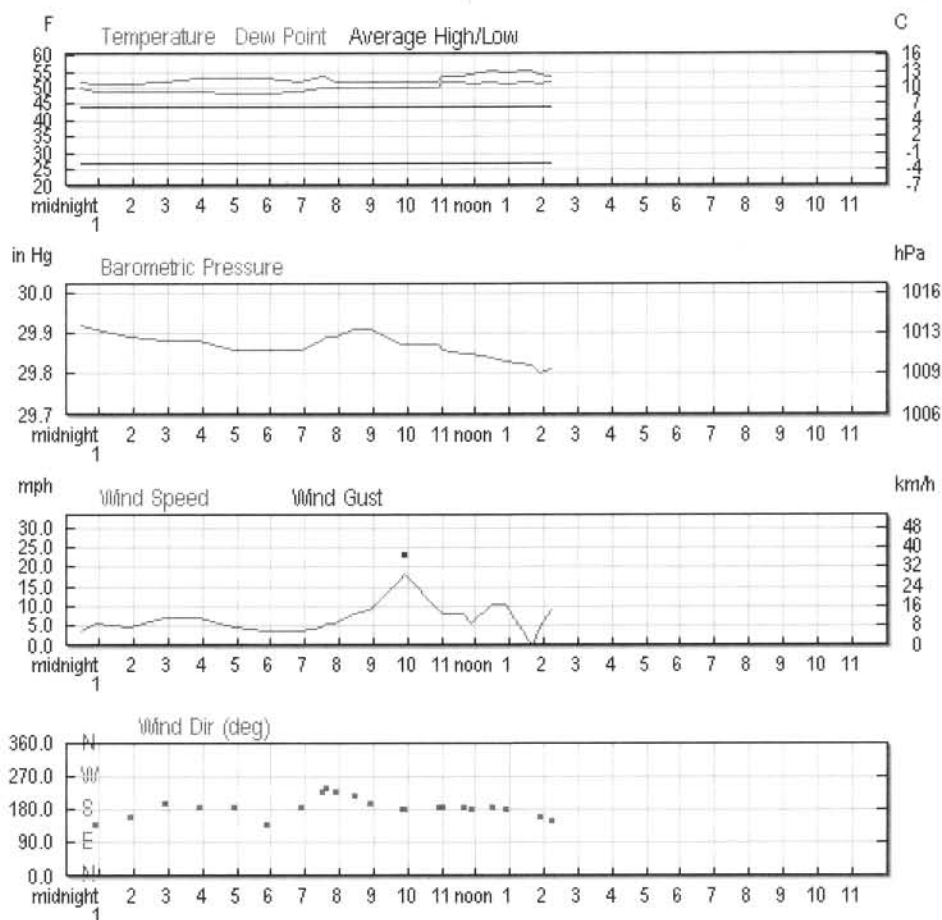 F C
Temperature Dew Point Average High/Low
60 16
55 13
50 10
45 7
40 4
35 2
30 -1
25 -4
20 -7
midnight 1 2 3 4 5 6 7 8 9 10 11 noon 1 2 3 4 5 6 7 8 9 10 11
in Hg hPa
Barometric Pressure
30.0 1016
29.9 1013
29.8 1009
29.7 1006
midnight 1 2 3 4 5 6 7 8 9 10 11 noon 1 2 3 4 5 6 7 8 9 10 11
mph km/h
Wind Speed Wind Gust
30.0 48
25.0 40
20.0 32
15.0 24
10.0 16
5.0 8
0.0 0
midnight 1 2 3 4 5 6 7 8 9 10 11 noon 1 2 3 4 5 6 7 8 9 10 11
Wind Dir (deg)
360.0 N
270.0 W
180.0 S
90.0 E
0.0 N
midnight 1 2 3 4 5 6 7 8 9 10 11 noon 1 2 3 4 5 6 7 8 9 10 11